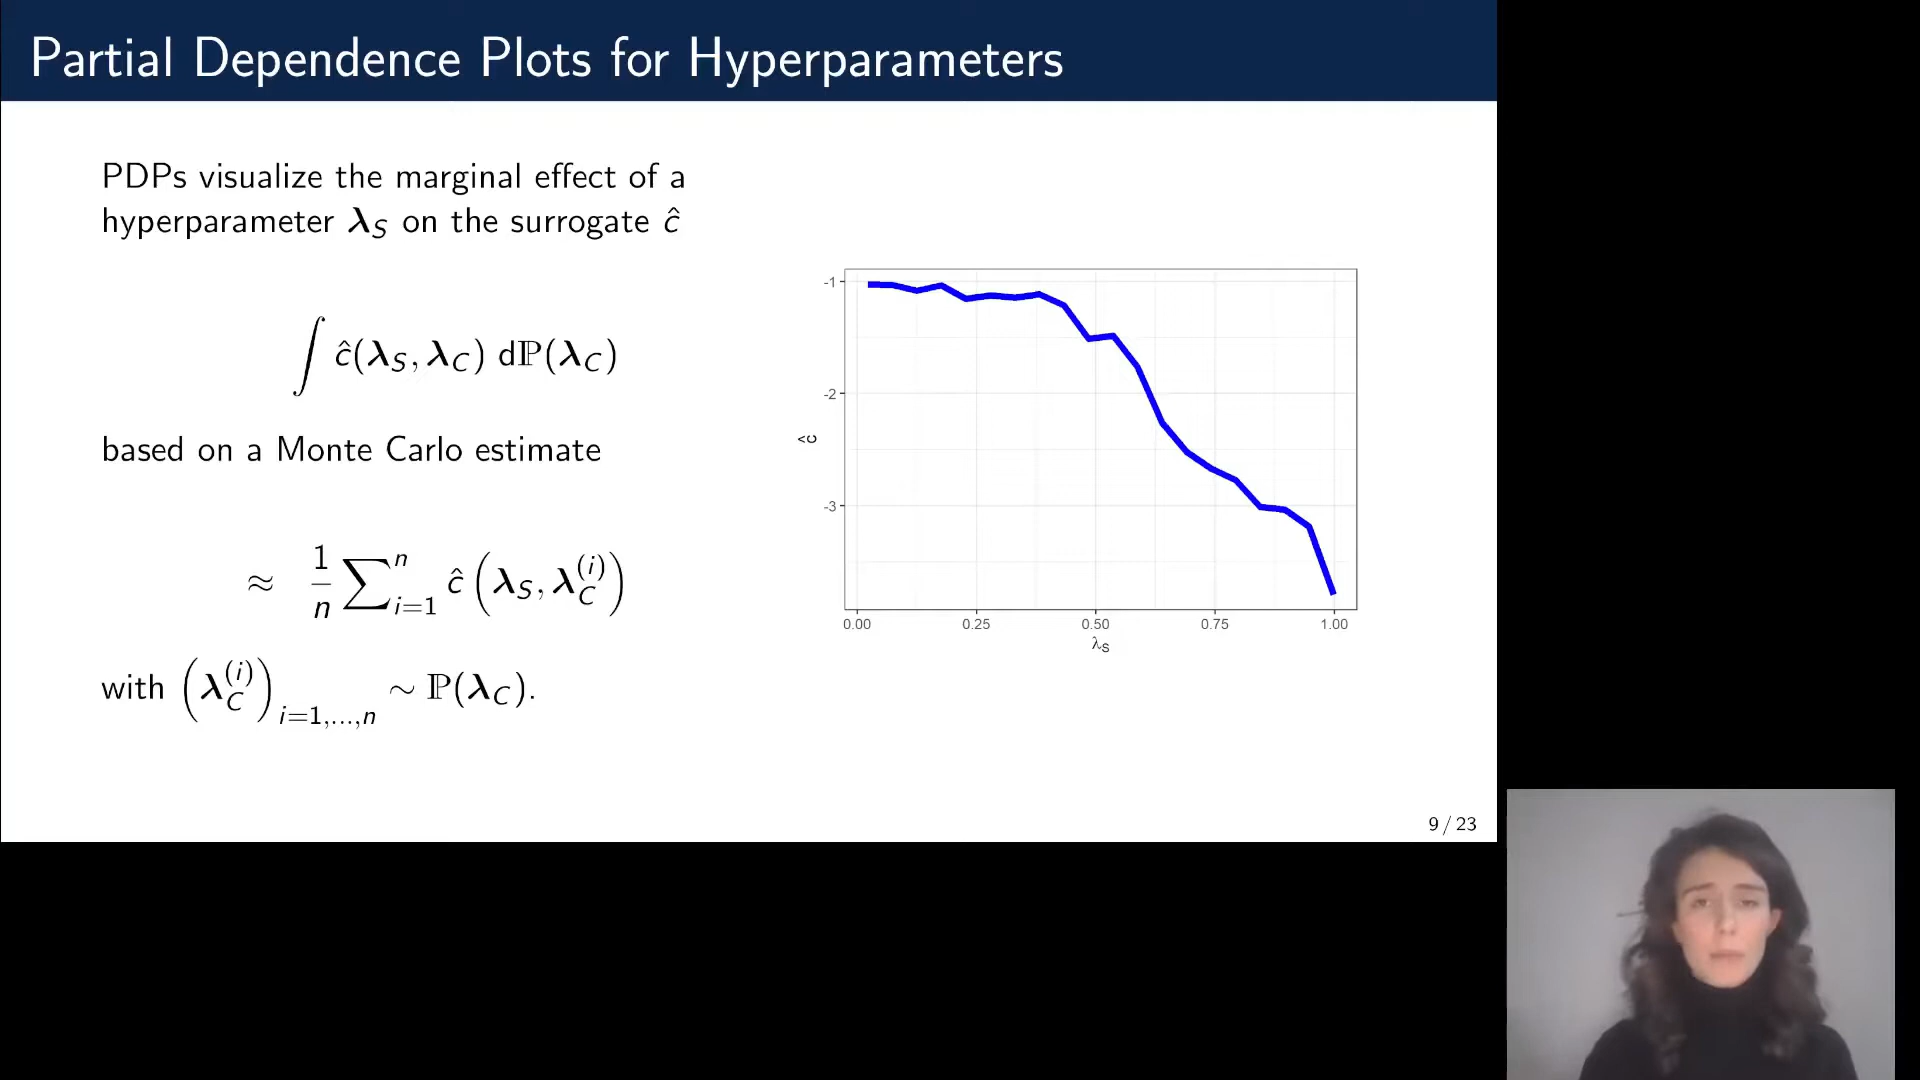 Partial Dependence Plots for Hyperparameters
PDPs visualize the marginal effect of a
hyperparameter λ_S on the surrogate ĉ
∫ ĉ(λ_S, λ_C) dℙ(λ_C)
based on a Monte Carlo estimate
≈ 1/n ∑_{i=1}^{n} ĉ (λ_S, λ_C^{(i)})
with (λ_C^{(i)})_{i=1,...,n} ∼ ℙ(λ_C).
-1
-2
-3
ĉ
0.00 0.25 0.50 0.75 1.00
λ_S
9 / 23